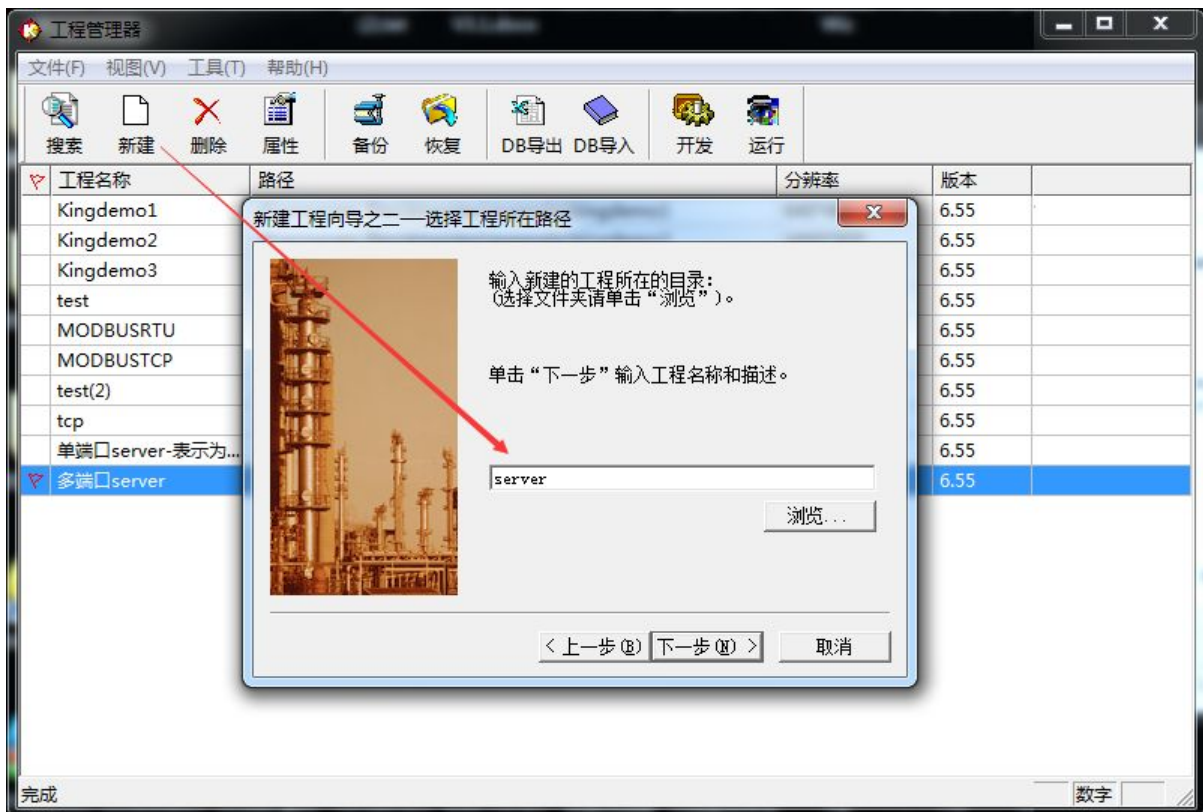 工程管理器
文件(F) 视图(V) 工具(T) 帮助(H)
搜索 新建 删除 属性 备份 恢复 DB导出 DB导入 开发 运行
工程名称 路径 分辨率 版本
Kingdemo1 6.55
新建工程向导之二——选择工程所在路径
Kingdemo2 6.55
Kingdemo3 6.55
test 6.55
MODBUSRTU 6.55
MODBUSTCP 6.55
test(2) 6.55
tcp 6.55
单端口server-表示为... 6.55
多端口server 6.55
输入新建的工程所在的目录：
(选择文件夹请单击“浏览”)。
单击“下一步”输入工程名称和描述。
server
浏览...
< 上一步(B) 下一步(N) > 取消
完成 数字